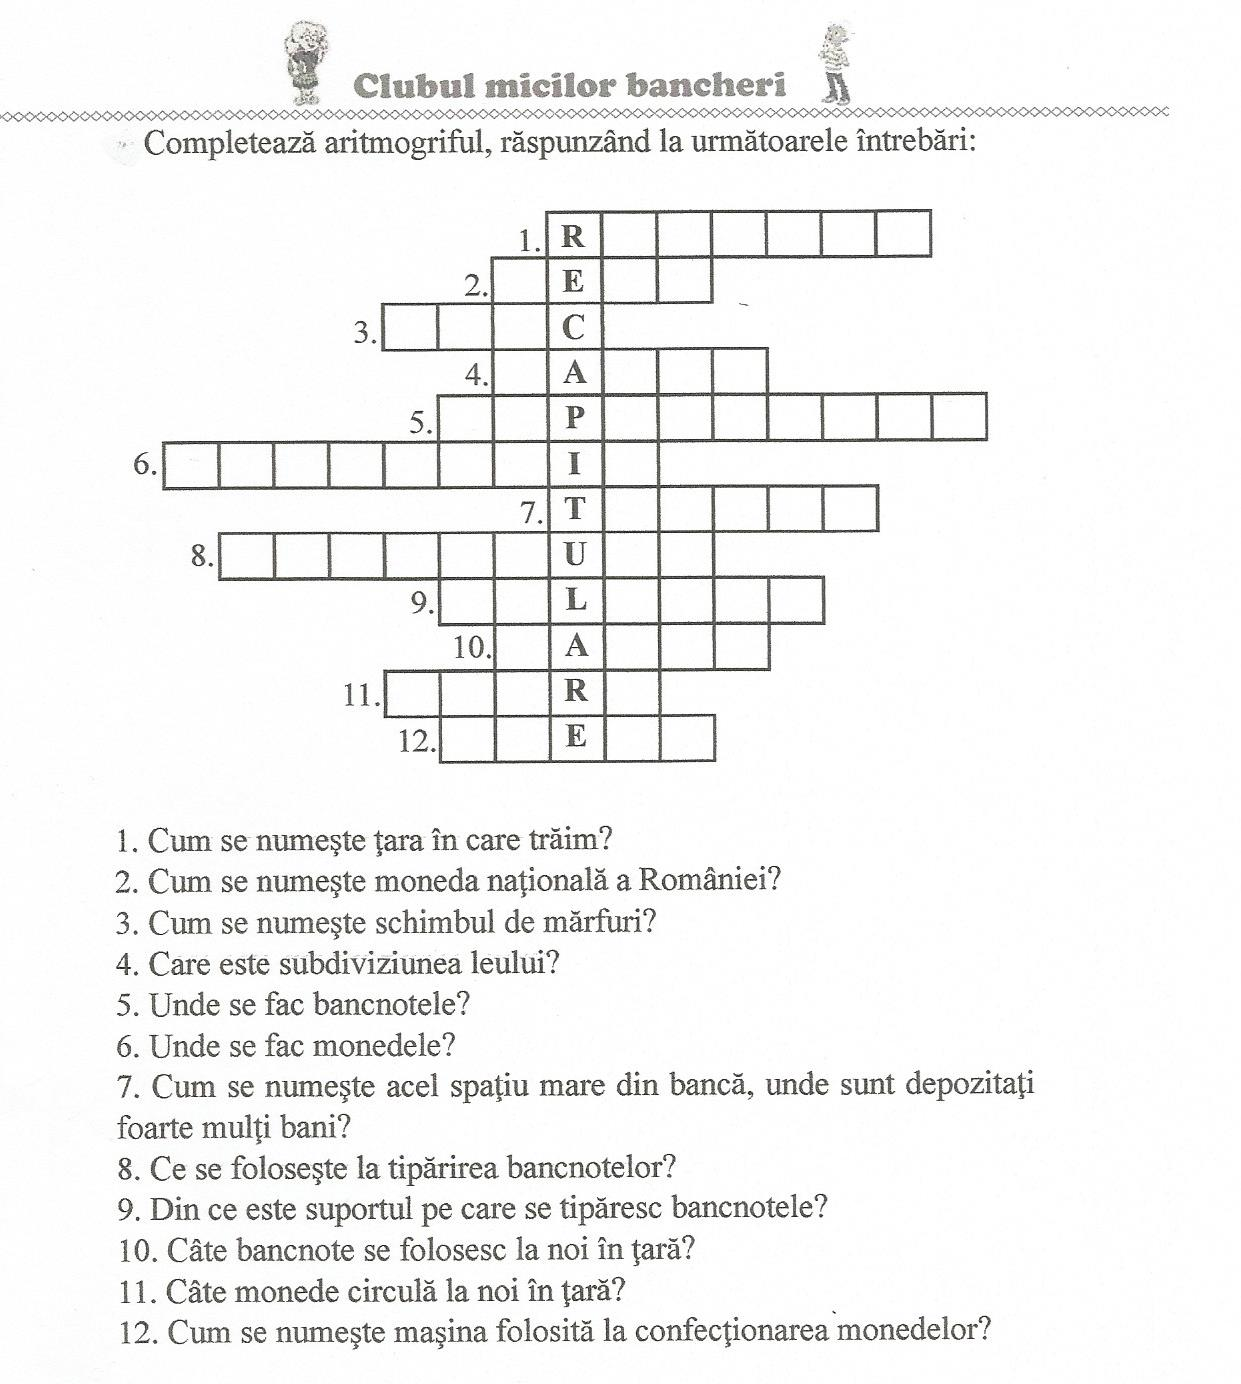 Clubul micilor bancheri
Completează aritmogriful, răspunzând la următoarele întrebări:
1. R
2. E
3. C
4. A
5. P
6. I
7. T
8. U
9. L
10. A
11. R
12. E
1. Cum se numeşte ţara în care trăim?
2. Cum se numeşte moneda naţională a României?
3. Cum se numeşte schimbul de mărfuri?
4. Care este subdiviziunea leului?
5. Unde se fac bancnotele?
6. Unde se fac monedele?
7. Cum se numeşte acel spaţiu mare din bancă, unde sunt depozitaţi
foarte mulţi bani?
8. Ce se foloseşte la tipărirea bancnotelor?
9. Din ce este suportul pe care se tipăresc bancnotele?
10. Câte bancnote se folosesc la noi în ţară?
11. Câte monede circulă la noi în ţară?
12. Cum se numeşte maşina folosită la confecţionarea monedelor?